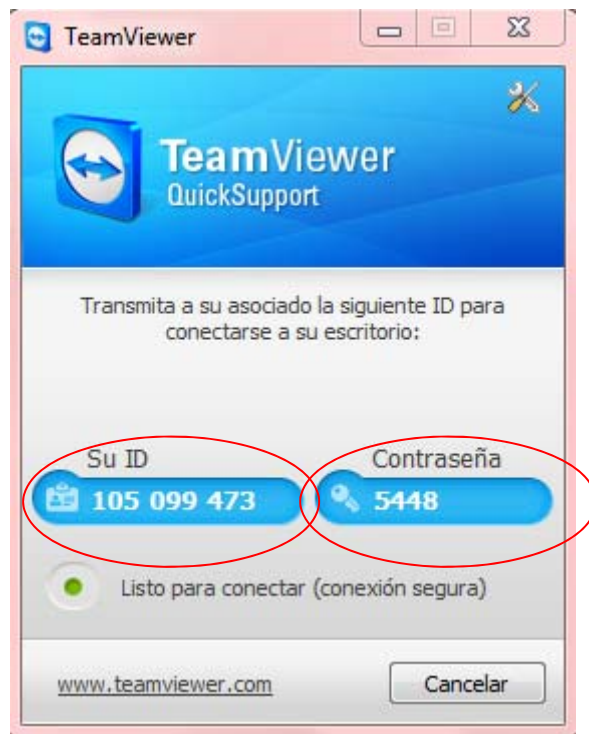 TeamViewer
TeamViewer
QuickSupport
Transmita a su asociado la siguiente ID para
conectarse a su escritorio:
Su ID
Contraseña
105 099 473
5448
Listo para conectar (conexión segura)
www.teamviewer.com
Cancelar